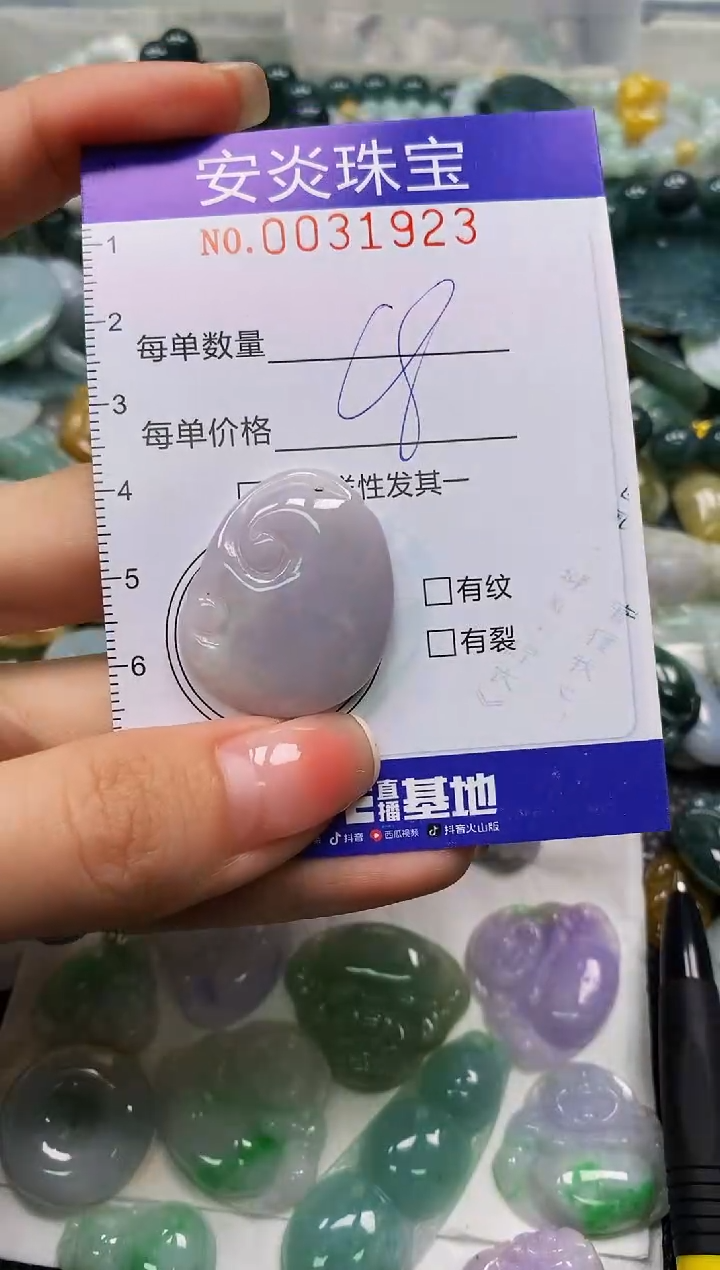 安炎珠宝
NO.0031923
1
2
每单数量
3
每单价格
98
4
性发其一
5
有纹
有裂
6
直播基地
抖音 西瓜视频 抖音火山版